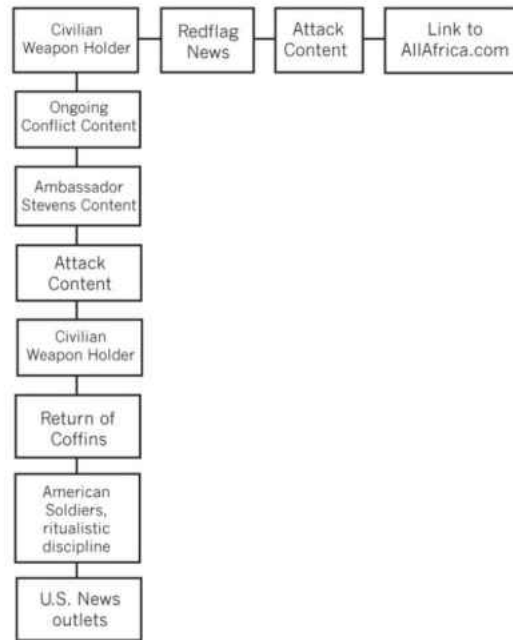 Civilian
Weapon Holder
Redflag
News
Attack
Content
Link to
AllAfrica.com
Ongoing
Conflict Content
Ambassador
Stevens Content
Attack
Content
Civilian
Weapon Holder
Return of
Coffins
American
Soldiers,
ritualistic
discipline
U.S. News
outlets